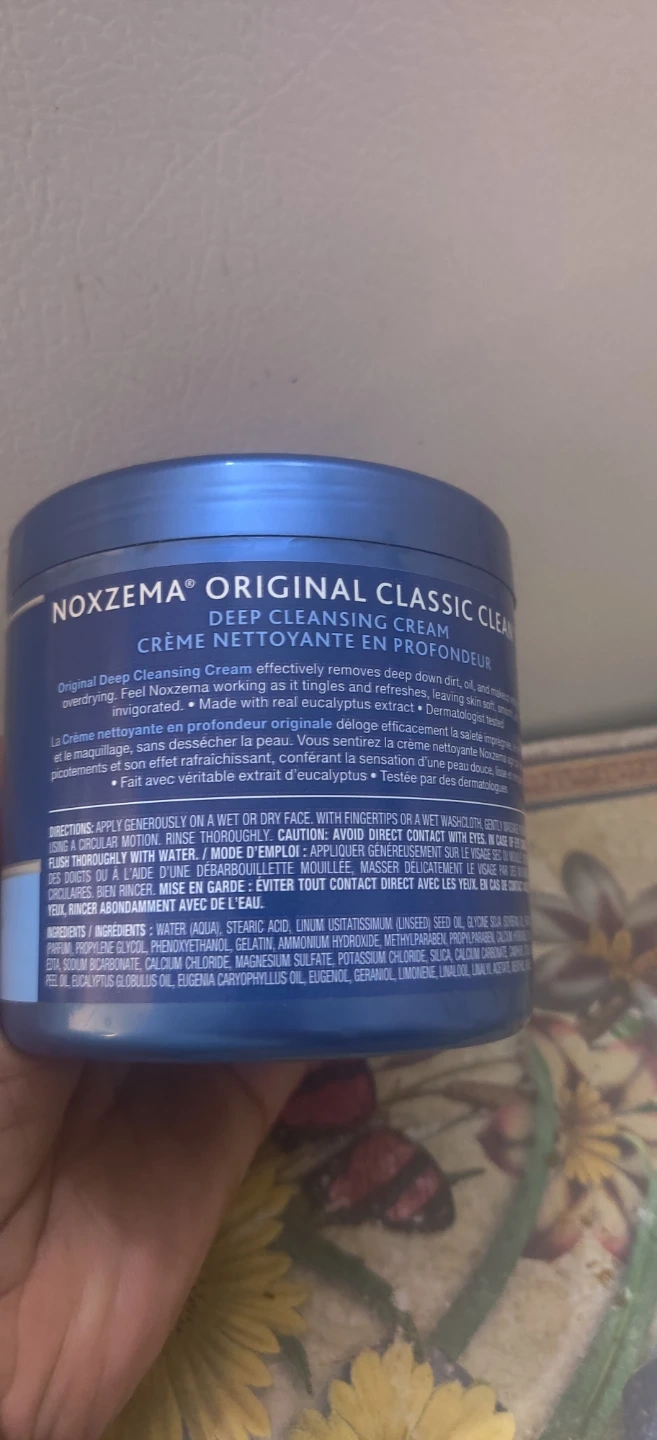 NOXZEMA® ORIGINAL CLASSIC CLEAN
DEEP CLEANSING CREAM
CRÈME NETTOYANTE EN PROFONDEUR
Original Deep Cleansing Cream effectively removes deep down dirt, oil, and
overdrying. Feel Noxzema working as it tingles and refreshes, leaving skin soft,
invigorated. • Made with real eucalyptus extract • Dermatologist tested
La Crème nettoyante en profondeur originale déloge efficacement la saleté
et le maquillage, sans dessécher la peau. Vous sentirez la crème nettoyante Noxzema
picotements et son effet rafraîchissant, conférant la sensation d'une peau douce,
• Fait avec véritable extrait d'eucalyptus • Testée par des dermatologues
DIRECTIONS: APPLY GENEROUSLY ON A WET OR DRY FACE. WITH FINGERTIPS OR A WET WASHCLOTH, GENTLY
USING A CIRCULAR MOTION. RINSE THOROUGHLY. CAUTION: AVOID DIRECT CONTACT WITH EYES. IN CASE OF
FLUSH THOROUGHLY WITH WATER. / MODE D'EMPLOI : APPLIQUER GÉNÉREUSEMENT SUR LE VISAGE
DES DOIGTS OU À L'AIDE D'UNE DÉBARBOUILLETTE MOUILLÉE, MASSER DÉLICATEMENT LE VISAGE PAR
CIRCULAIRES. BIEN RINCER. MISE EN GARDE : ÉVITER TOUT CONTACT DIRECT AVEC LES YEUX. EN CAS DE
YEUX, RINCER ABONDAMMENT AVEC DE L'EAU.
INGREDIENTS / INGRÉDIENTS : WATER (AQUA), STEARIC ACID, LINUM USITATISSIMUM (LINSEED) SEED OIL, GLYCINE SOJA
PARFUM, PROPYLENE GLYCOL, PHENOXYETHANOL, GELATIN, AMMONIUM HYDROXIDE, METHYLPARABEN, PROPYLPARABEN, CALCIUM
EDTA, SODIUM BICARBONATE, CALCIUM CHLORIDE, MAGNESIUM SULFATE, POTASSIUM CHLORIDE, SILICA, CALCIUM CARBONATE,
PEEL OIL, EUCALYPTUS GLOBULUS OIL, EUGENIA CARYOPHYLLUS OIL, EUGENOL, GERANIOL, LIMONENE, LINALOOL, LINALYL ACETATE,